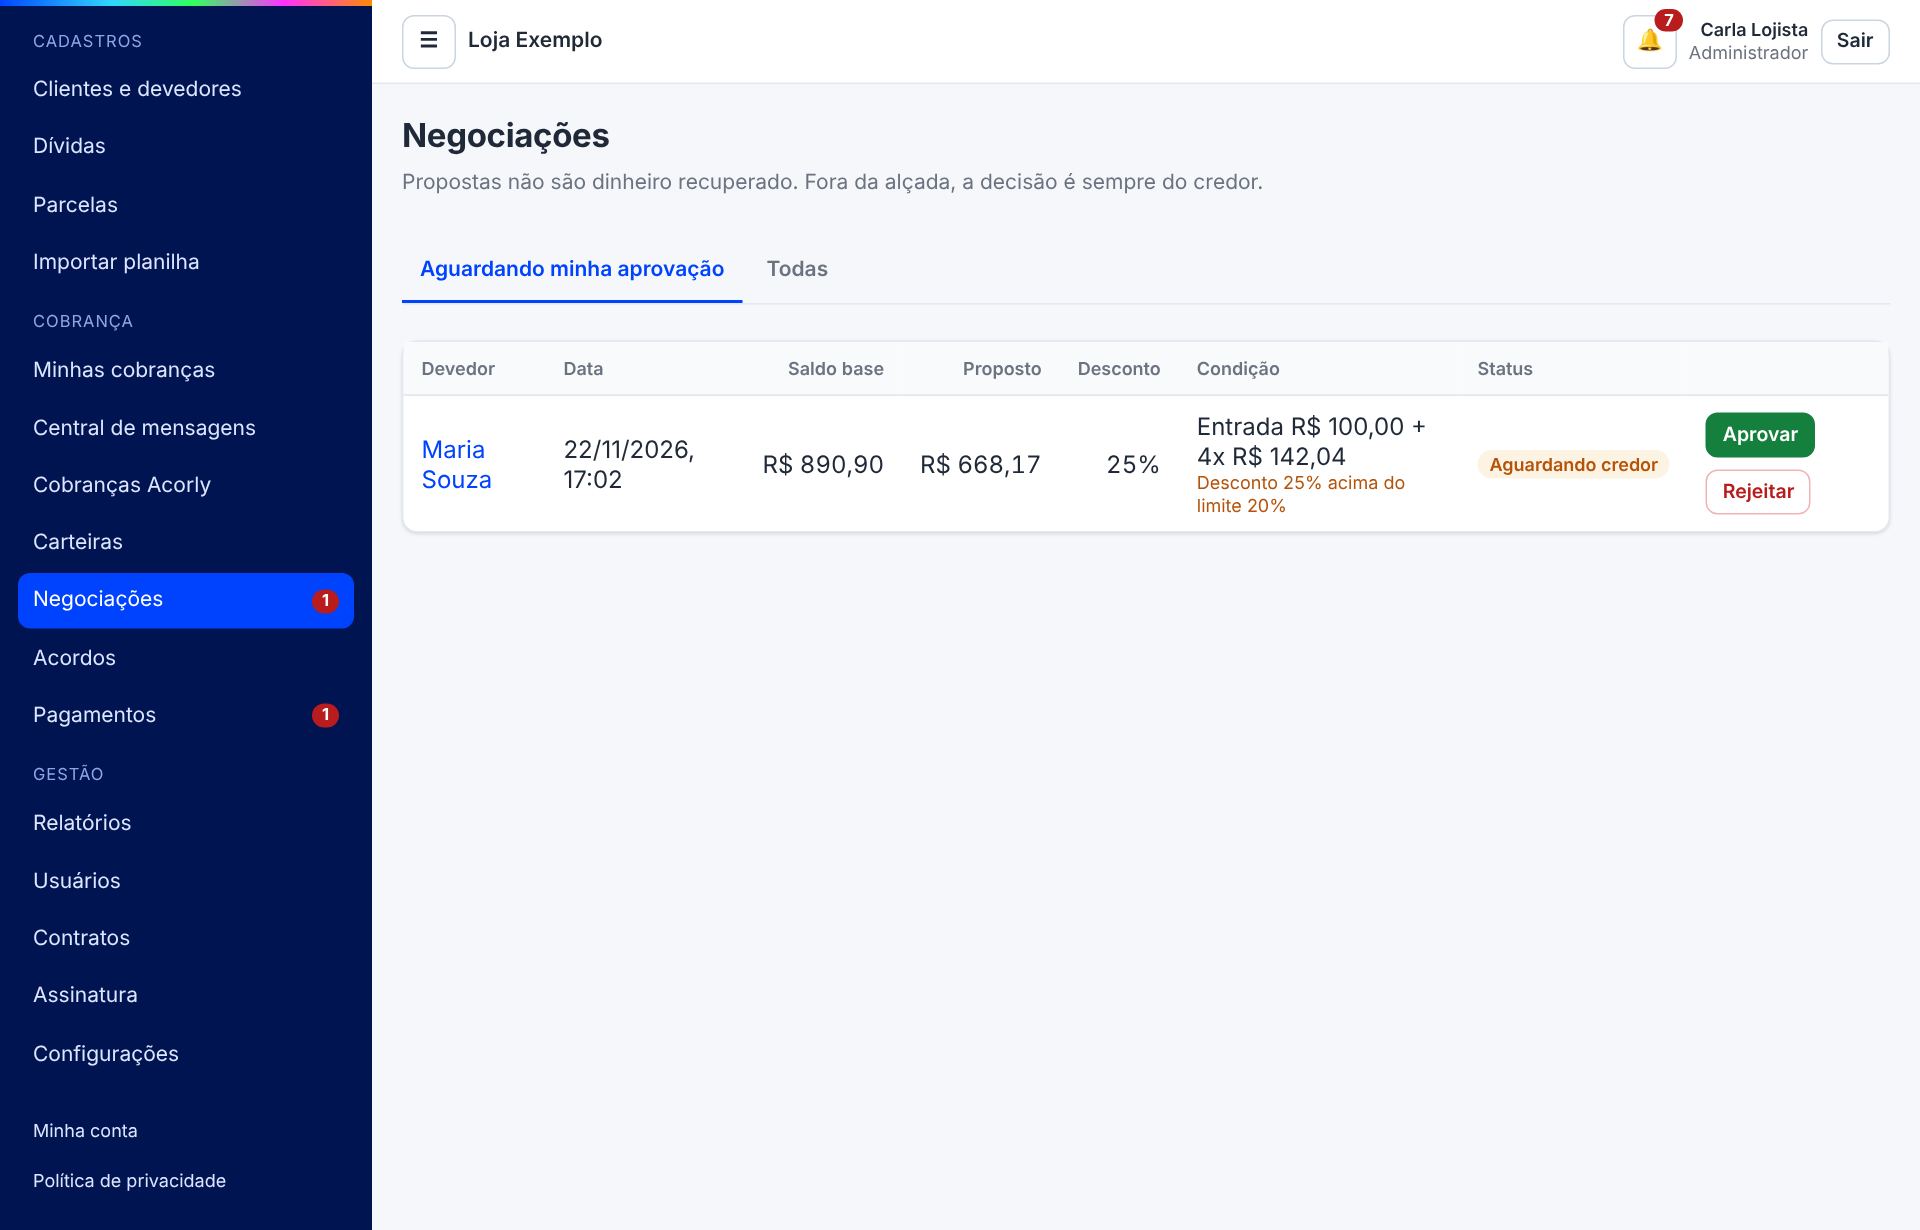 CADASTROS
Clientes e devedores
Dívidas
Parcelas
Importar planilha
COBRANÇA
Minhas cobranças
Central de mensagens
Cobranças Acorly
Carteiras
Negociações 1
Acordos
Pagamentos 1
GESTÃO
Relatórios
Usuários
Contratos
Assinatura
Configurações
Minha conta
Política de privacidade
Loja Exemplo
7
Carla Lojista
Administrador
Sair
Negociações
Propostas não são dinheiro recuperado. Fora da alçada, a decisão é sempre do credor.
Aguardando minha aprovação Todas
Devedor Data Saldo base Proposto Desconto Condição Status
Maria
Souza
22/11/2026,
17:02
R$ 890,90
R$ 668,17
25%
Entrada R$ 100,00 +
4x R$ 142,04
Desconto 25% acima do
limite 20%
Aguardando credor
Aprovar
Rejeitar